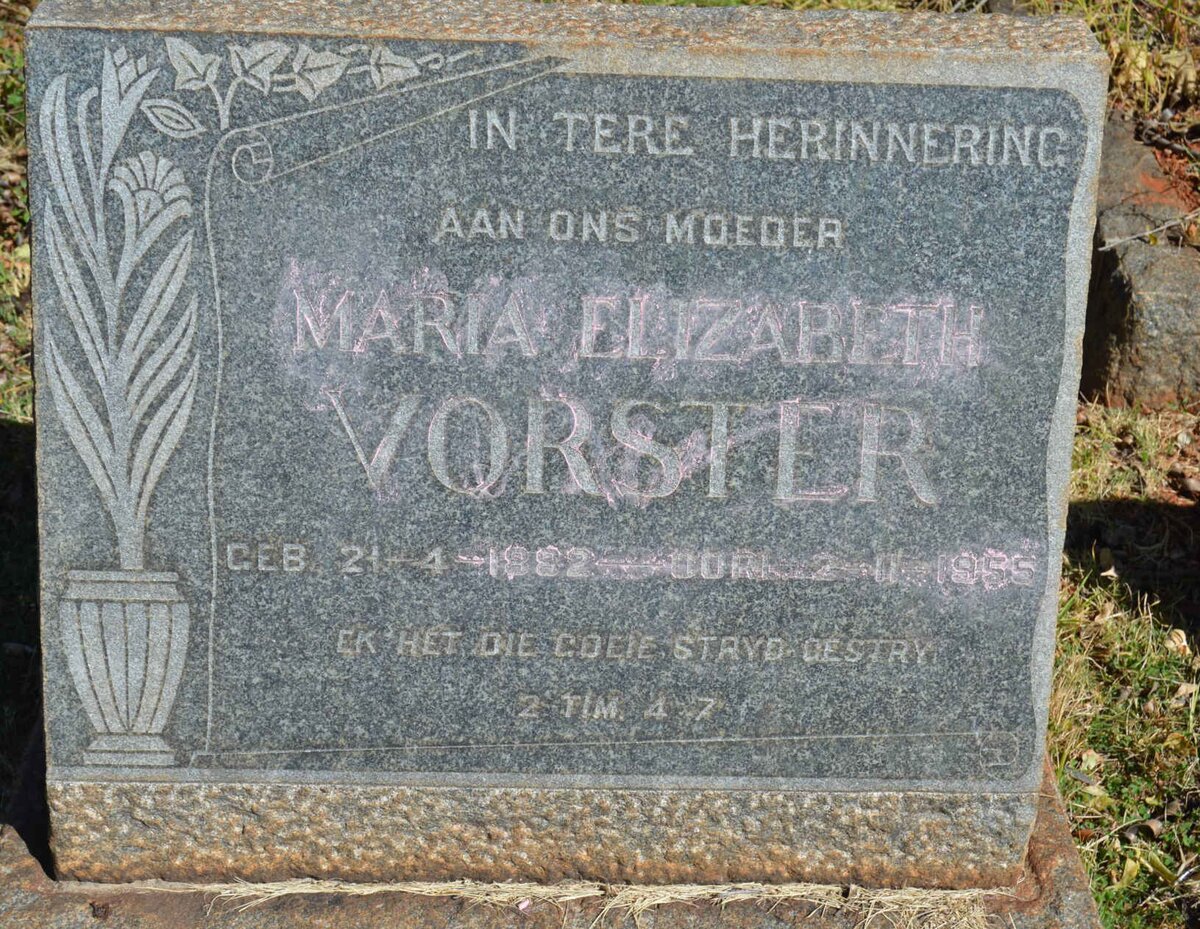 IN TERE HERINNERING
AAN ONS MOEDER
MARIA ELIZABETH
VORSTER
GEB. 21-4-1882 - OORL. 2-11-1955
EK HET DIE GOEIE STRYD GESTRY.
2 TIM. 4-7